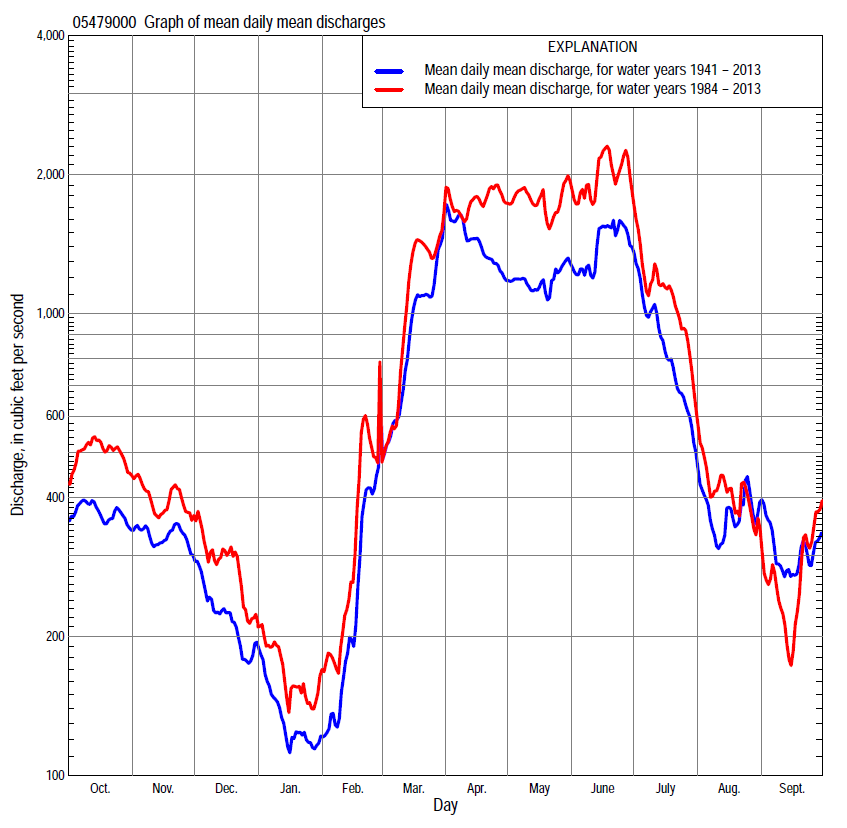 05479000 Graph of mean daily mean discharges
4,000
EXPLANATION
Mean daily mean discharge, for water years 1941 – 2013
Mean daily mean discharge, for water years 1984 – 2013
2,000
1,000
600
400
200
100
Discharge, in cubic feet per second
Oct. Nov. Dec. Jan. Feb. Mar. Apr. May June July Aug. Sept.
Day